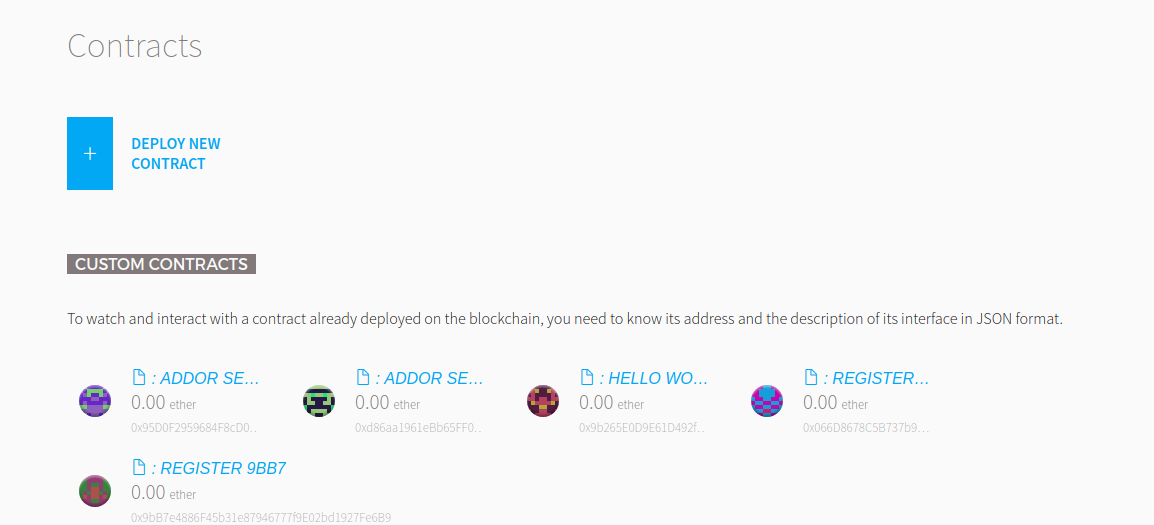 Contracts
+ DEPLOY NEW
CONTRACT
CUSTOM CONTRACTS
To watch and interact with a contract already deployed on the blockchain, you need to know its address and the description of its interface in JSON format.
: ADDOR SE…
0.00 ether
0x95D0F2959684F8cD0…
: ADDOR SE…
0.00 ether
0xd86aa1961eBb65FF0…
: HELLO WO…
0.00 ether
0x9b265E0D9E61D492f…
: REGISTER…
0.00 ether
0x066D8678C5B737b9…
: REGISTER 9BB7
0.00 ether
0x9bB7e4886F45b31e87946777f9E02bd1927Fe6B9